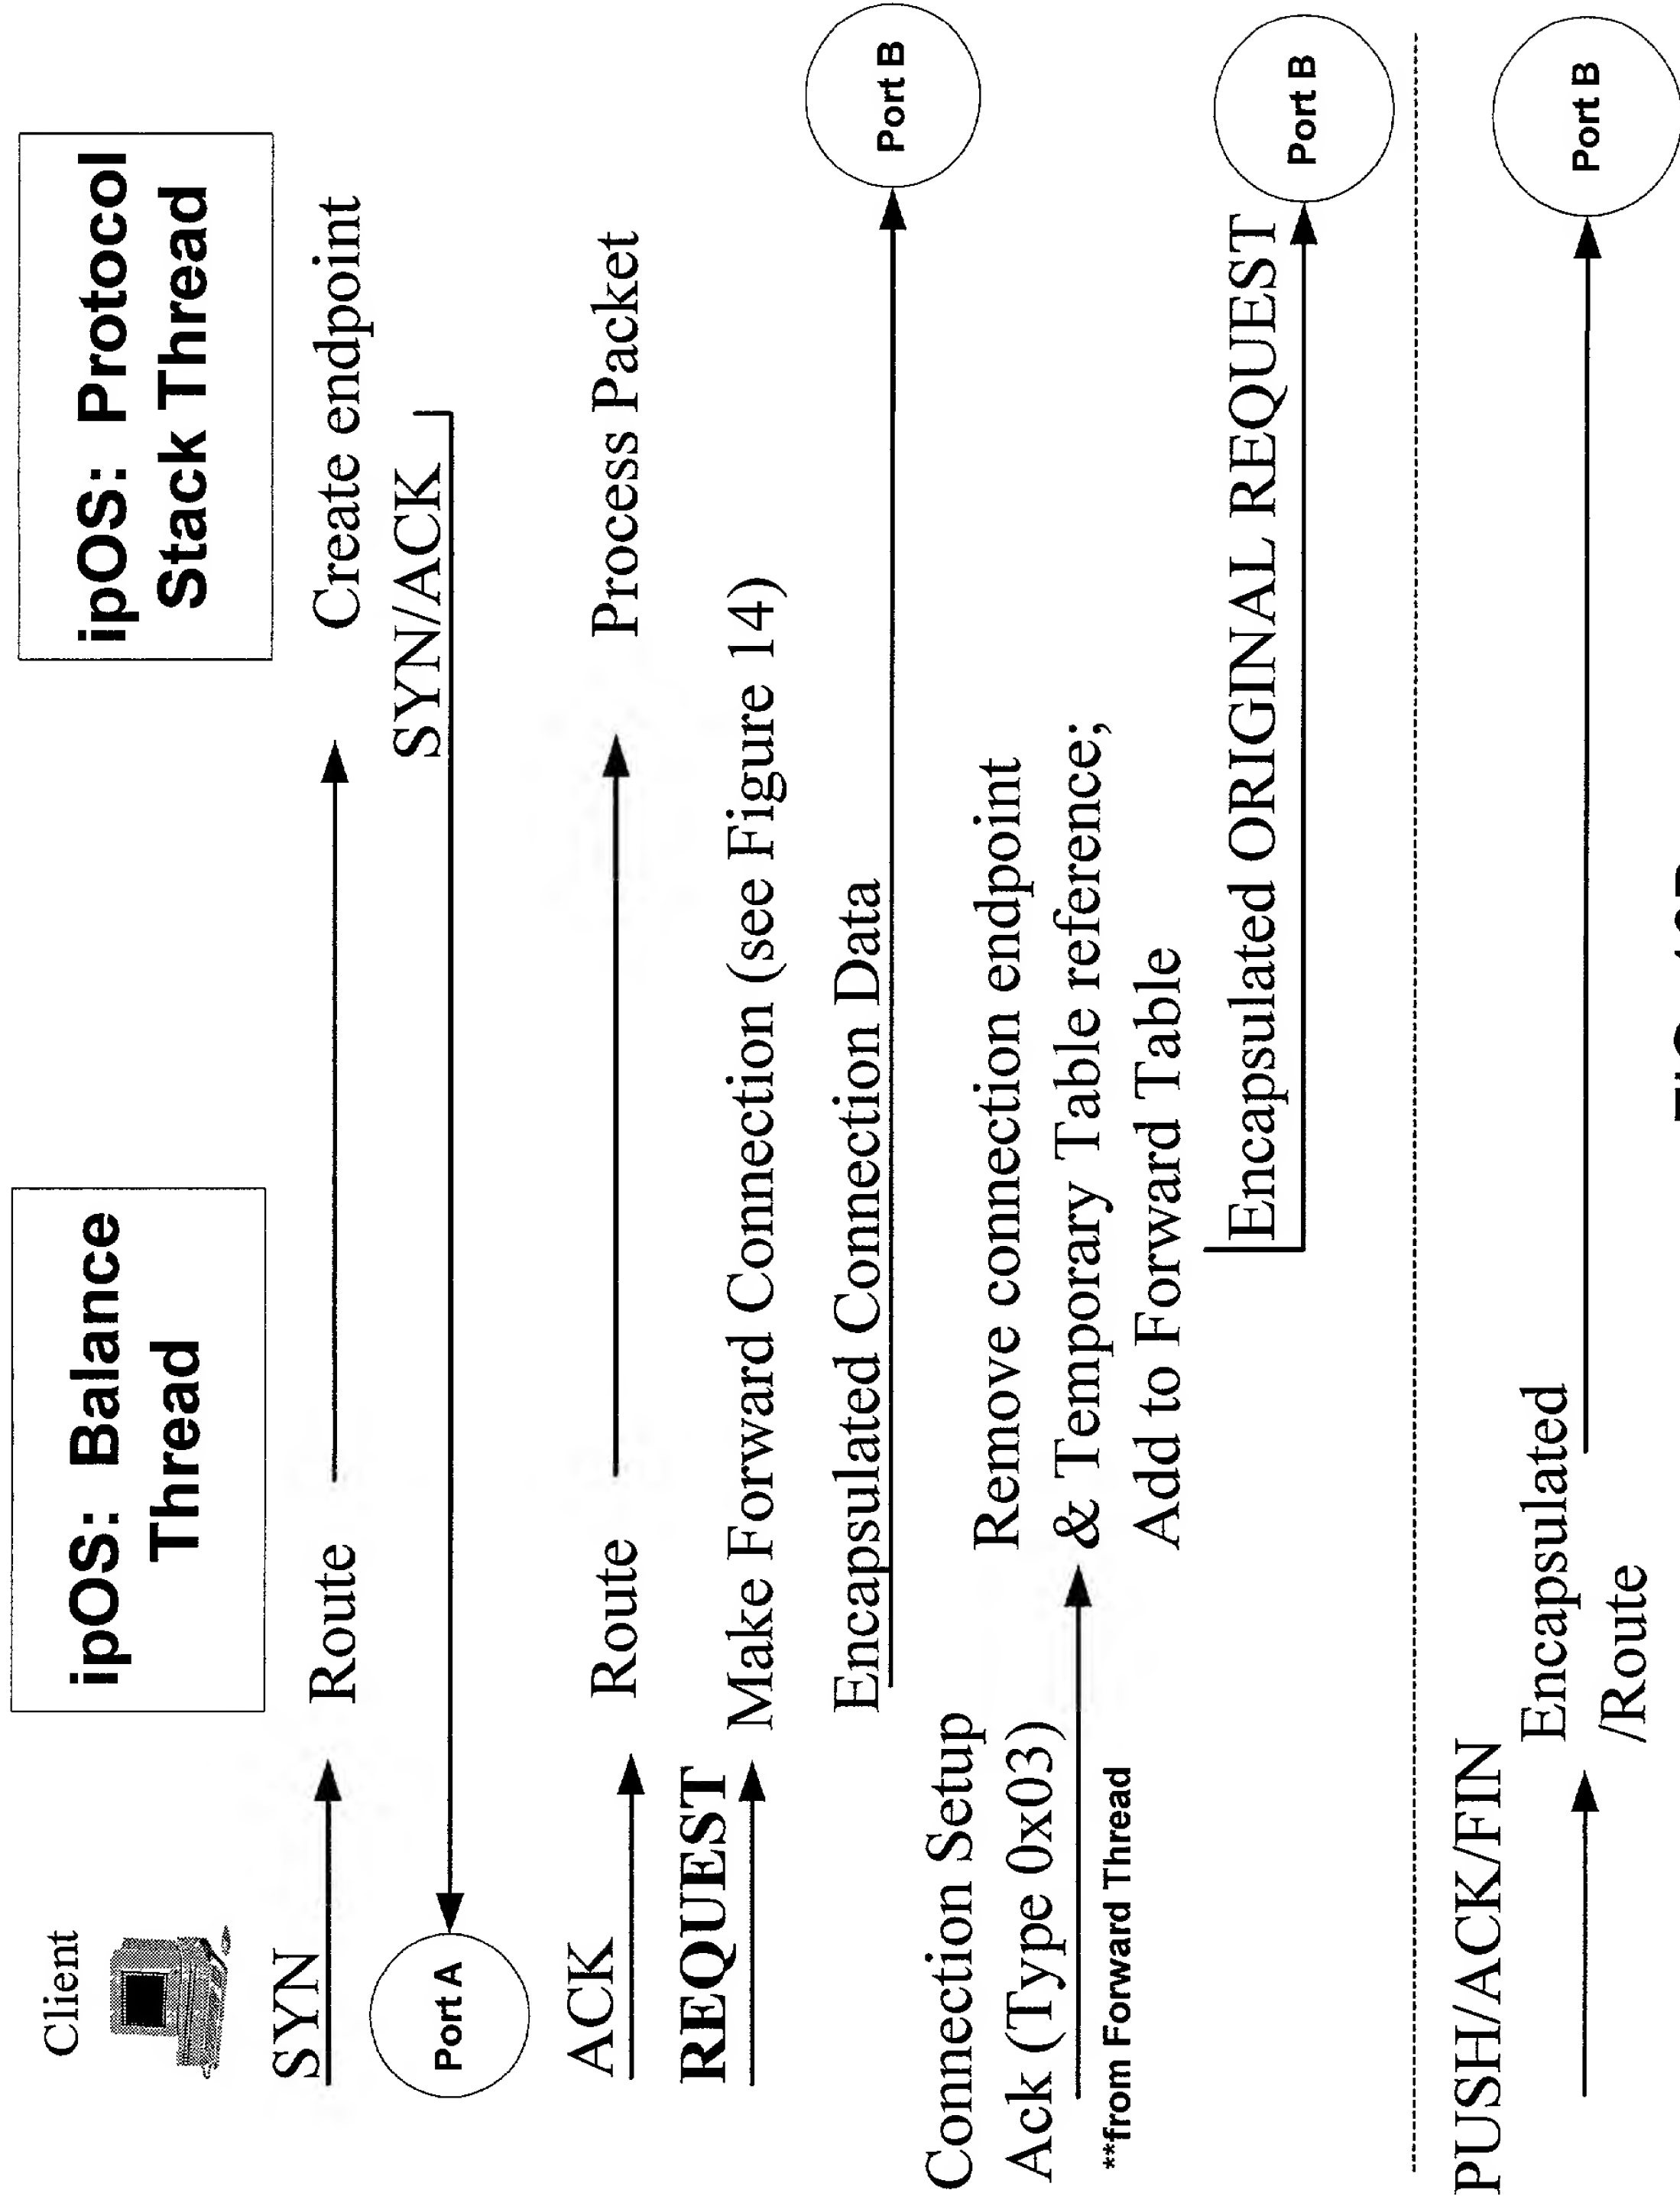 Client
ipOS: Balance
Thread
ipOS: Protocol
Stack Thread
SYN
Route
Create endpoint
SYN/ACK
Port A
ACK
Route
Process Packet
REQUEST
Make Forward Connection (see Figure 14)
Encapsulated Connection Data
Port B
Connection Setup
Ack (Type 0x03)
**from Forward Thread
Remove connection endpoint
& Temporary Table reference;
Add to Forward Table
Encapsulated ORIGINAL REQUEST
Port B
PUSH/ACK/FIN
Encapsulated
/Route
Port B